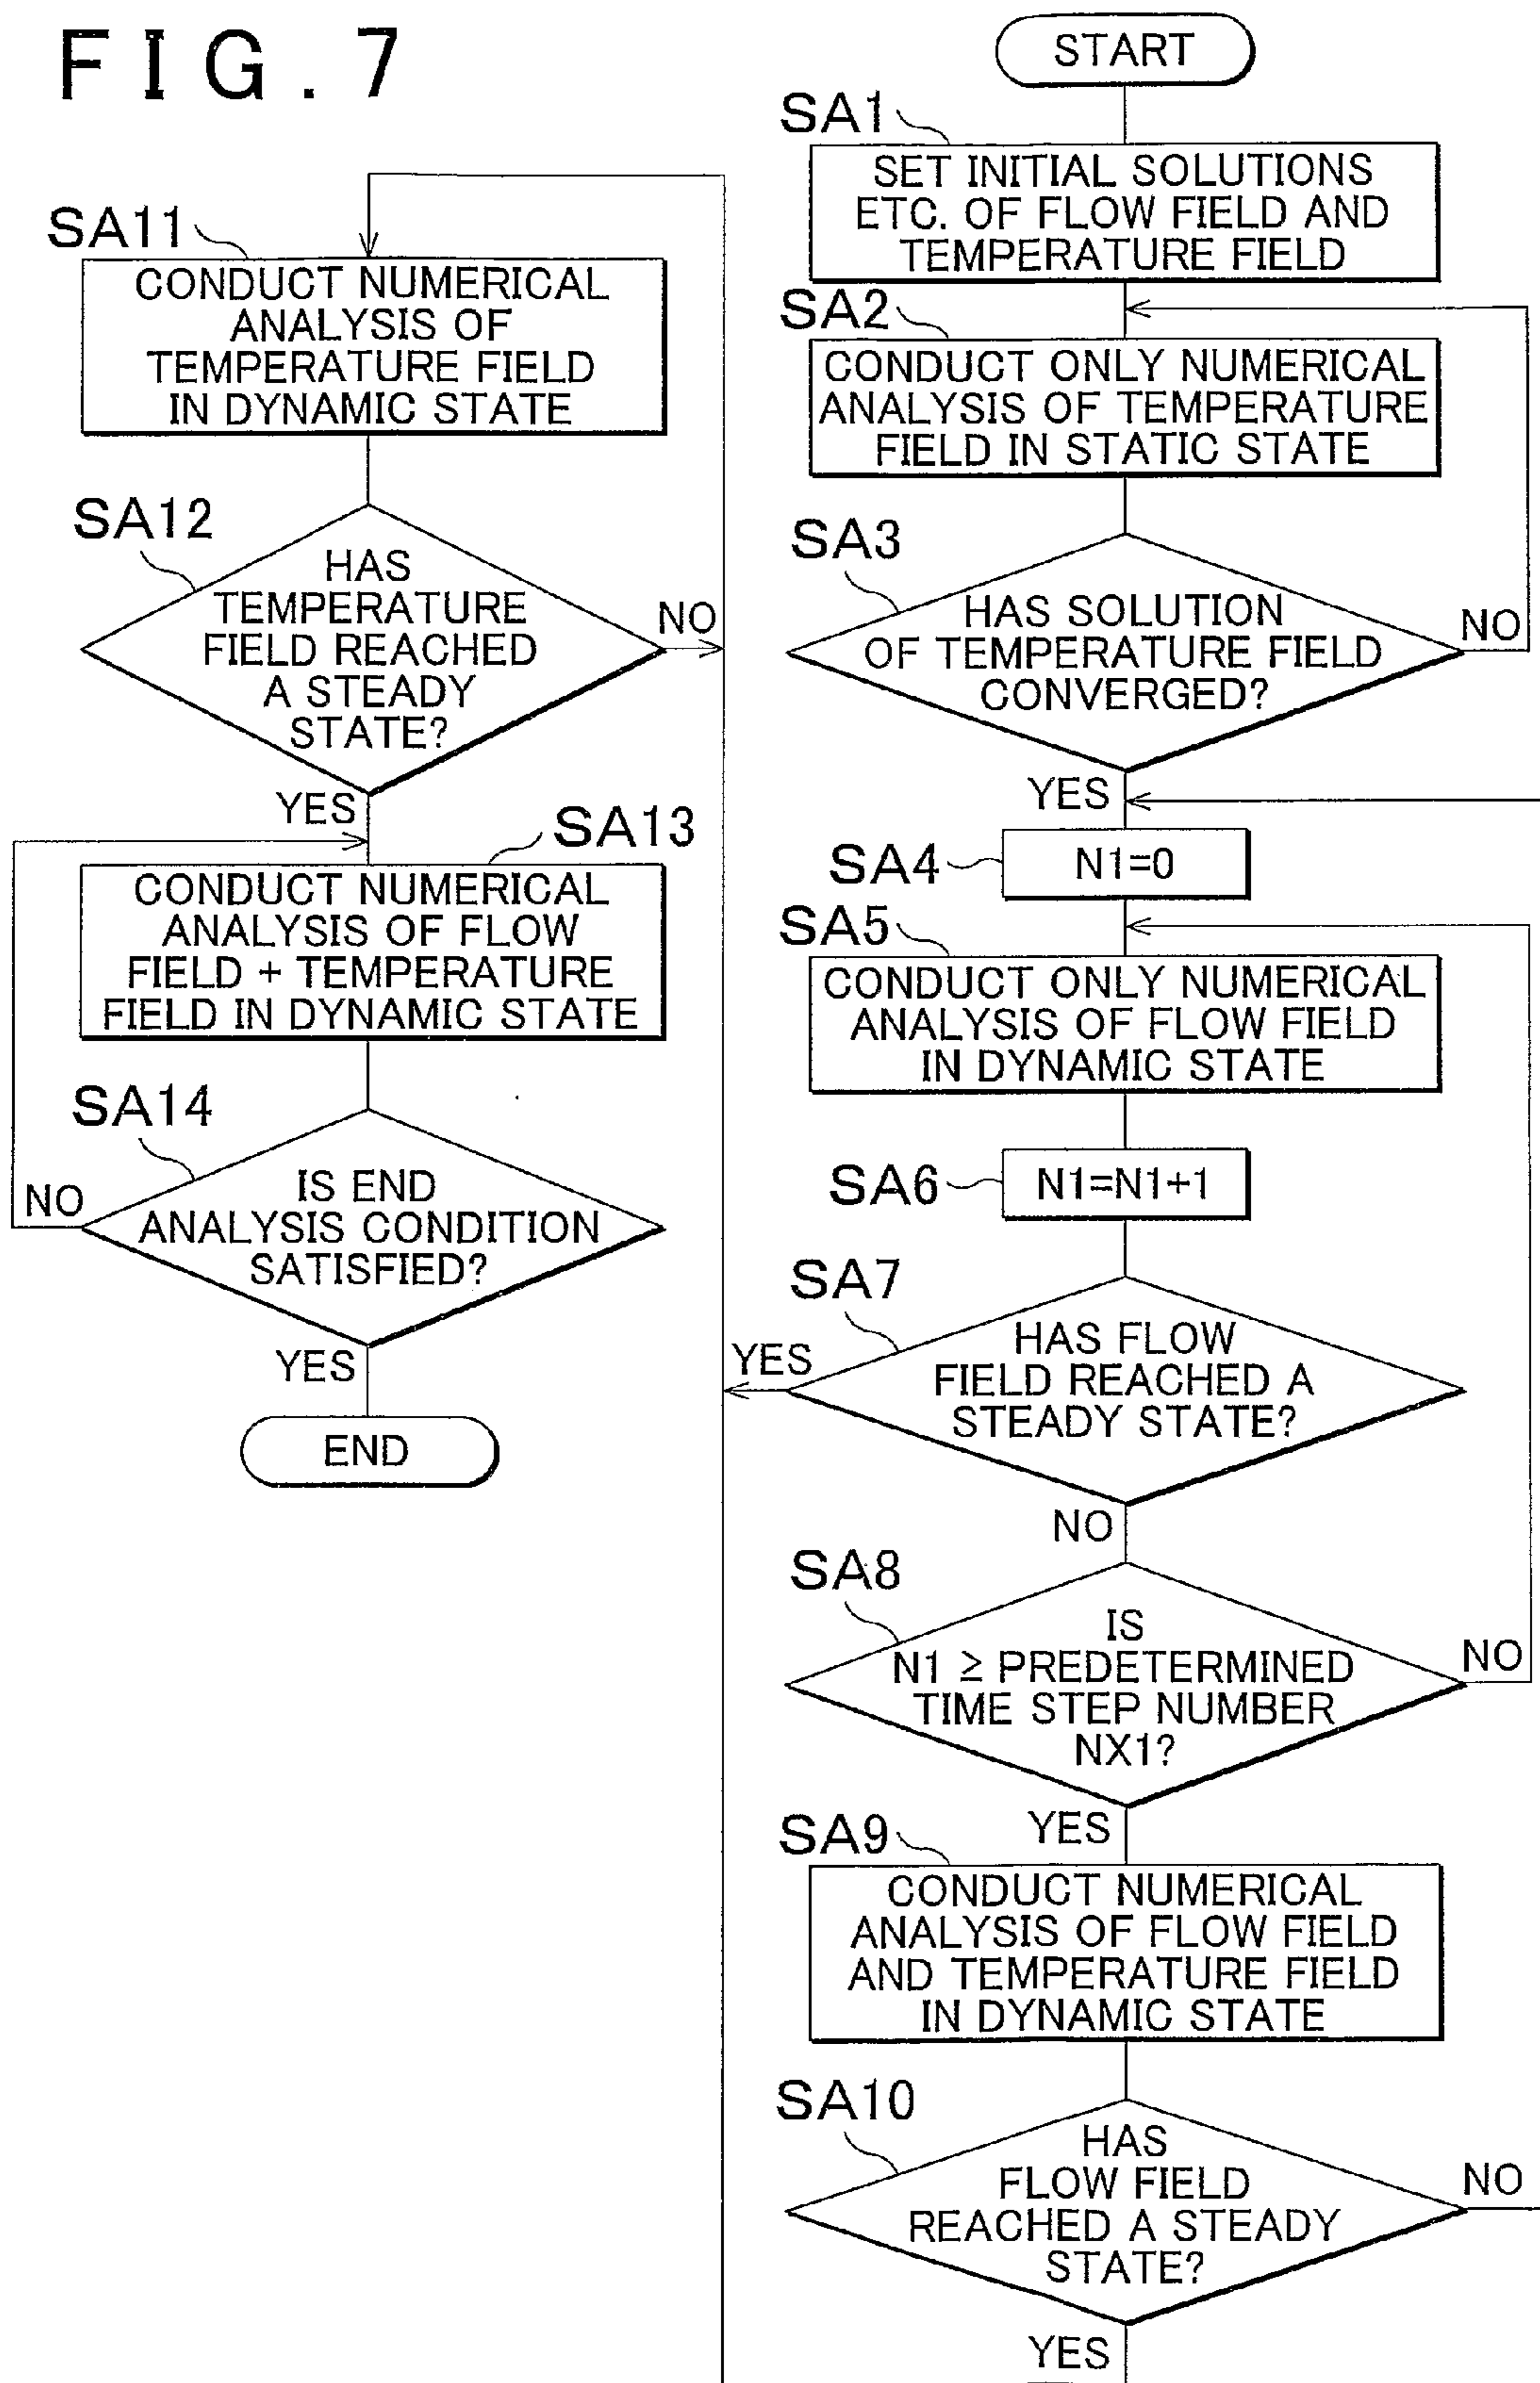 FIG. 7
START
SA1
SET INITIAL SOLUTIONS
ETC. OF FLOW FIELD AND
TEMPERATURE FIELD
SA2
CONDUCT ONLY NUMERICAL
ANALYSIS OF TEMPERATURE
FIELD IN STATIC STATE
SA3
HAS SOLUTION
OF TEMPERATURE FIELD
CONVERGED?
NO
YES
SA4
N1=0
SA5
CONDUCT ONLY NUMERICAL
ANALYSIS OF FLOW FIELD
IN DYNAMIC STATE
SA6
N1=N1+1
SA7
HAS FLOW
FIELD REACHED A
STEADY STATE?
YES
NO
SA8
IS
N1 ≥ PREDETERMINED
TIME STEP NUMBER
NX1?
NO
YES
SA9
CONDUCT NUMERICAL
ANALYSIS OF FLOW FIELD
AND TEMPERATURE FIELD
IN DYNAMIC STATE
SA10
HAS
FLOW FIELD
REACHED A STEADY
STATE?
NO
YES
SA11
CONDUCT NUMERICAL
ANALYSIS OF
TEMPERATURE FIELD
IN DYNAMIC STATE
SA12
HAS
TEMPERATURE
FIELD REACHED
A STEADY
STATE?
NO
YES
SA13
CONDUCT NUMERICAL
ANALYSIS OF FLOW
FIELD + TEMPERATURE
FIELD IN DYNAMIC STATE
SA14
IS END
ANALYSIS CONDITION
SATISFIED?
NO
YES
END